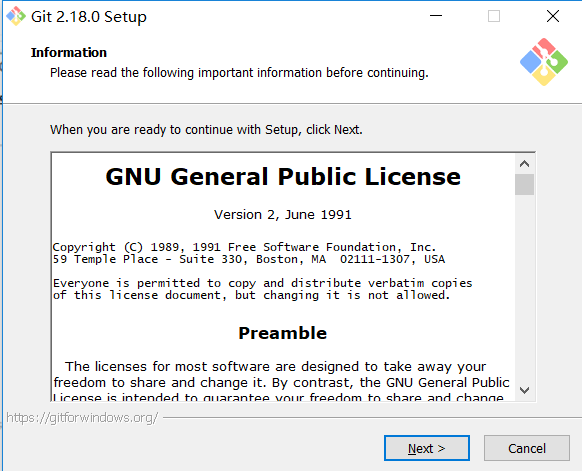 Git 2.18.0 Setup
Information
Please read the following important information before continuing.
When you are ready to continue with Setup, click Next.
GNU General Public License
Version 2, June 1991
Copyright (C) 1989, 1991 Free Software Foundation, Inc.
59 Temple Place - Suite 330, Boston, MA  02111-1307, USA
Everyone is permitted to copy and distribute verbatim copies
of this license document, but changing it is not allowed.
Preamble
The licenses for most software are designed to take away your
freedom to share and change it. By contrast, the GNU General Public
License is intended to guarantee your freedom to share and change
https://gitforwindows.org/
Next >
Cancel